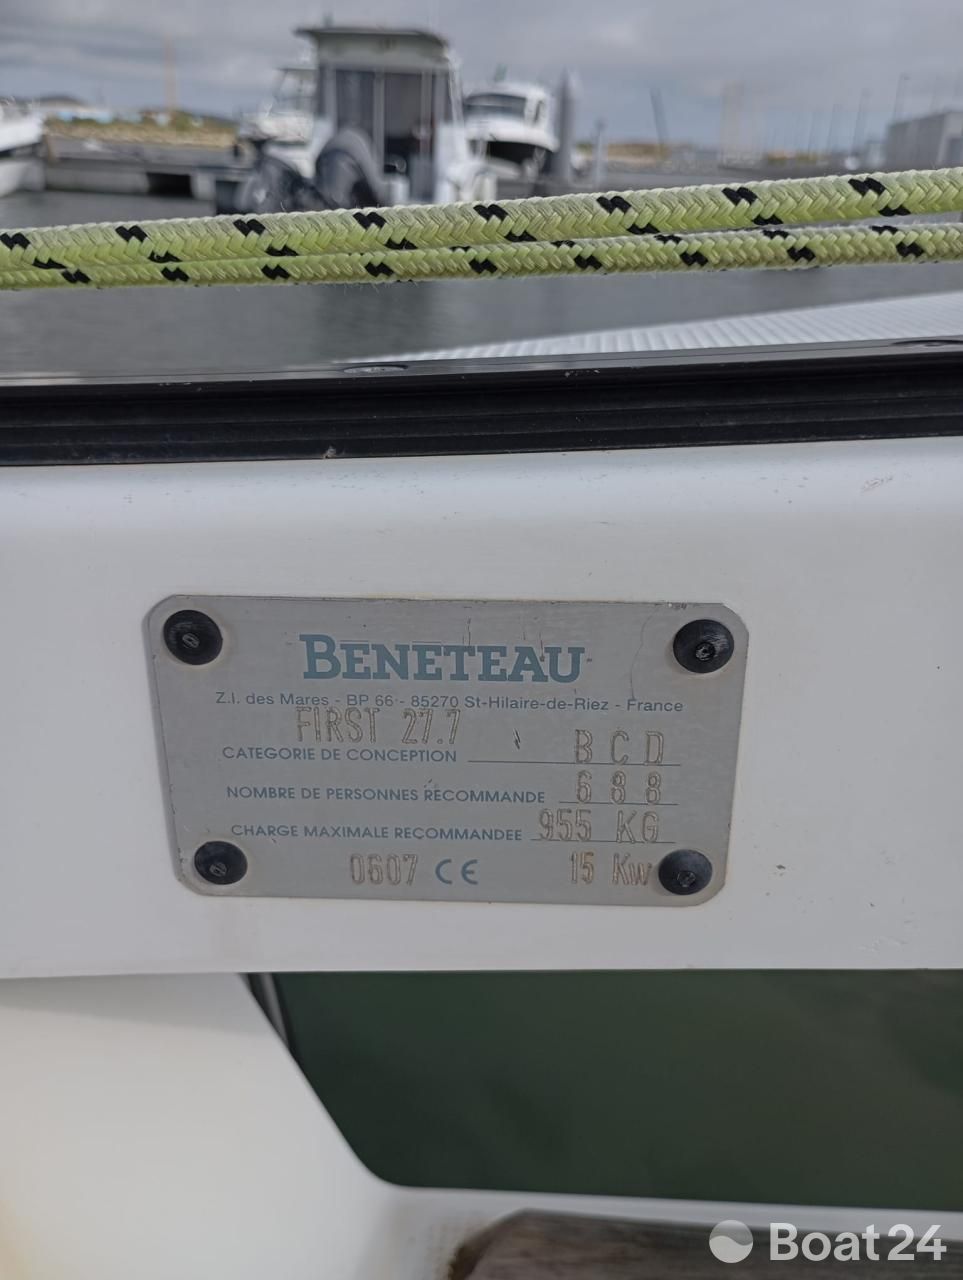 BENETEAU
Z.I. des Mares - BP 66 - 85270 St-Hilaire-de-Riez - France
FIRST 27.7
CATEGORIE DE CONCEPTION B C D
NOMBRE DE PERSONNES RECOMMANDE 6 8 8
CHARGE MAXIMALE RECOMMANDEE 955 KG
0607 CE 15 Kw
Boat24